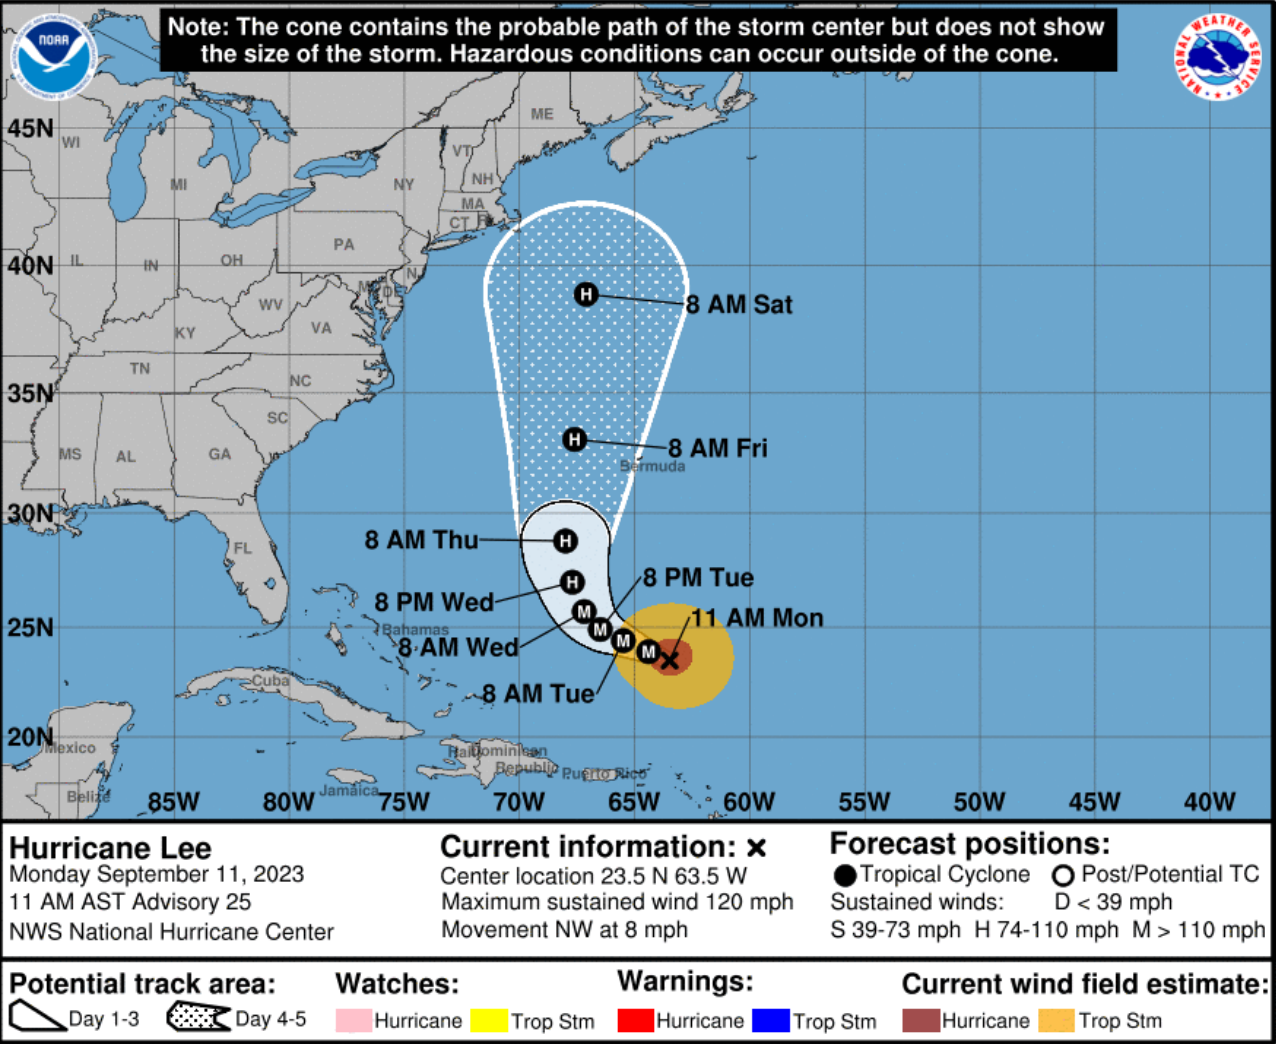 Note: The cone contains the probable path of the storm center but does not show
the size of the storm. Hazardous conditions can occur outside of the cone.
NOAA
NATIONAL WEATHER SERVICE
45N
40N
35N
30N
25N
20N
WI
MI
IL
IN
OH
PA
NY
VT
NH
ME
MA
CT
WV
VA
KY
TN
NC
SC
MS
AL
GA
FL
DE
8 AM Sat
8 AM Fri
Bermuda
8 AM Thu
8 PM Tue
8 PM Wed
11 AM Mon
Bahamas
8 AM Wed
8 AM Tue
H
H
H
H
M
M
M
M
Cuba
Mexico
Belize
Jamaica
Haiti
Dominican
Republic
Puerto Rico
85W 80W 75W 70W 65W 60W 55W 50W 45W 40W
Hurricane Lee
Monday September 11, 2023
11 AM AST Advisory 25
NWS National Hurricane Center
Current information: x
Center location 23.5 N 63.5 W
Maximum sustained wind 120 mph
Movement NW at 8 mph
Forecast positions:
Tropical Cyclone Post/Potential TC
Sustained winds: D < 39 mph
S 39-73 mph H 74-110 mph M > 110 mph
Potential track area:
Day 1-3 Day 4-5
Watches:
Hurricane Trop Stm
Warnings:
Hurricane Trop Stm
Current wind field estimate:
Hurricane Trop Stm